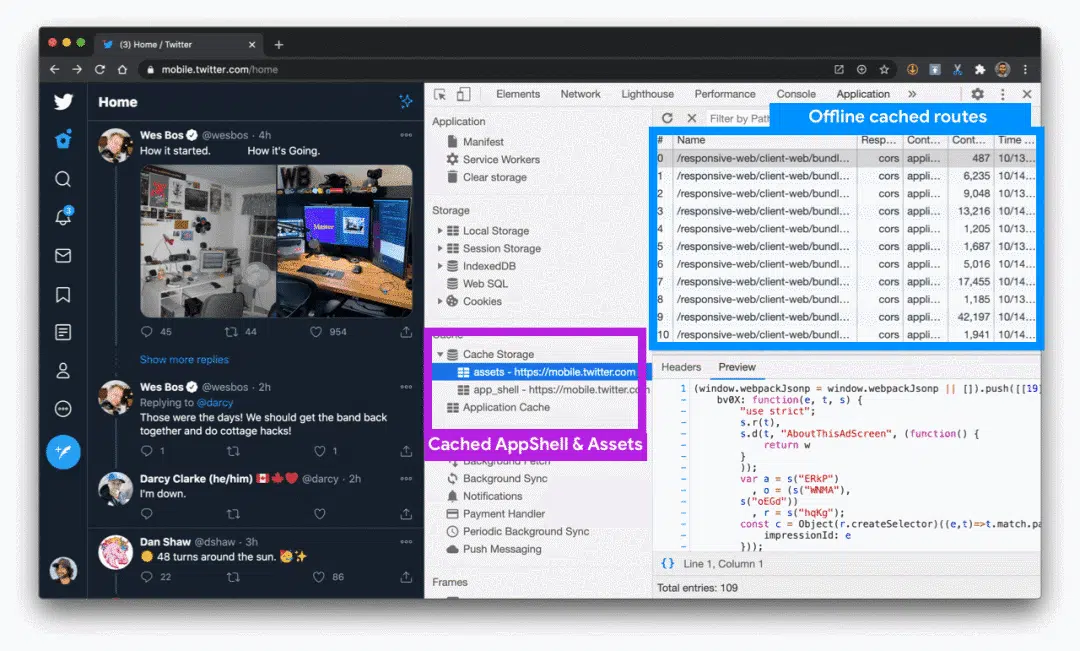 (3) Home / Twitter
mobile.twitter.com/home
Home
3
Wes Bos @wesbos · 4h
How it started. How it's Going.
WB
Master
45 44 954
Show more replies
Wes Bos @wesbos · 2h
Replying to @darcy
Those were the days! We should get the band back
together and do cottage hacks!
1 1
Darcy Clarke (he/him) 🇨🇦🍁❤️ @darcy · 2h
I'm down.
Dan Shaw @dshaw · 3h
🌞 48 turns around the sun. 🥳✨
22 86
Elements Network Lighthouse Performance Console Application »
Application
Manifest
Service Workers
Clear storage
Storage
Local Storage
Session Storage
IndexedDB
Web SQL
Cookies
Cache
Cache Storage
assets - https://mobile.twitter.com
app_shell - https://mobile.twitter.com
Application Cache
Cached AppShell & Assets
Background Fetch
Background Sync
Notifications
Payment Handler
Periodic Background Sync
Push Messaging
Frames
Filter by Path
Offline cached routes
# Name Resp... Cont... Cont... Time ...
0 /responsive-web/client-web/bundl... cors appli... 487 10/13...
1 /responsive-web/client-web/bundl... cors appli... 6,235 10/14...
2 /responsive-web/client-web/bundl... cors appli... 9,048 10/13...
3 /responsive-web/client-web/bundl... cors appli... 13,216 10/14...
4 /responsive-web/client-web/bundl... cors appli... 1,205 10/13...
5 /responsive-web/client-web/bundl... cors appli... 1,687 10/13...
6 /responsive-web/client-web/bundl... cors appli... 5,016 10/14...
7 /responsive-web/client-web/bundl... cors appli... 17,455 10/14...
8 /responsive-web/client-web/bundl... cors appli... 1,185 10/13...
9 /responsive-web/client-web/bundl... cors appli... 42,197 10/14...
10 /responsive-web/client-web/bundl... cors appli... 1,941 10/14...
Headers Preview
1 (window.webpackJsonp = window.webpackJsonp || []).push([[19]
- bv0X: function(e, t, s) {
- "use strict";
- s.r(t),
- s.d(t, "AboutThisAdScreen", (function() {
- return w
- }
- ));
- var a = s("ERkP")
- , o = (s("WNMA"),
- s("oEGd"))
- , r = s("hqKg");
- const c = Object(r.createSelector)((e,t)=>t.match.pa
- impressionId: e
- }));
{} Line 1, Column 1
Total entries: 109